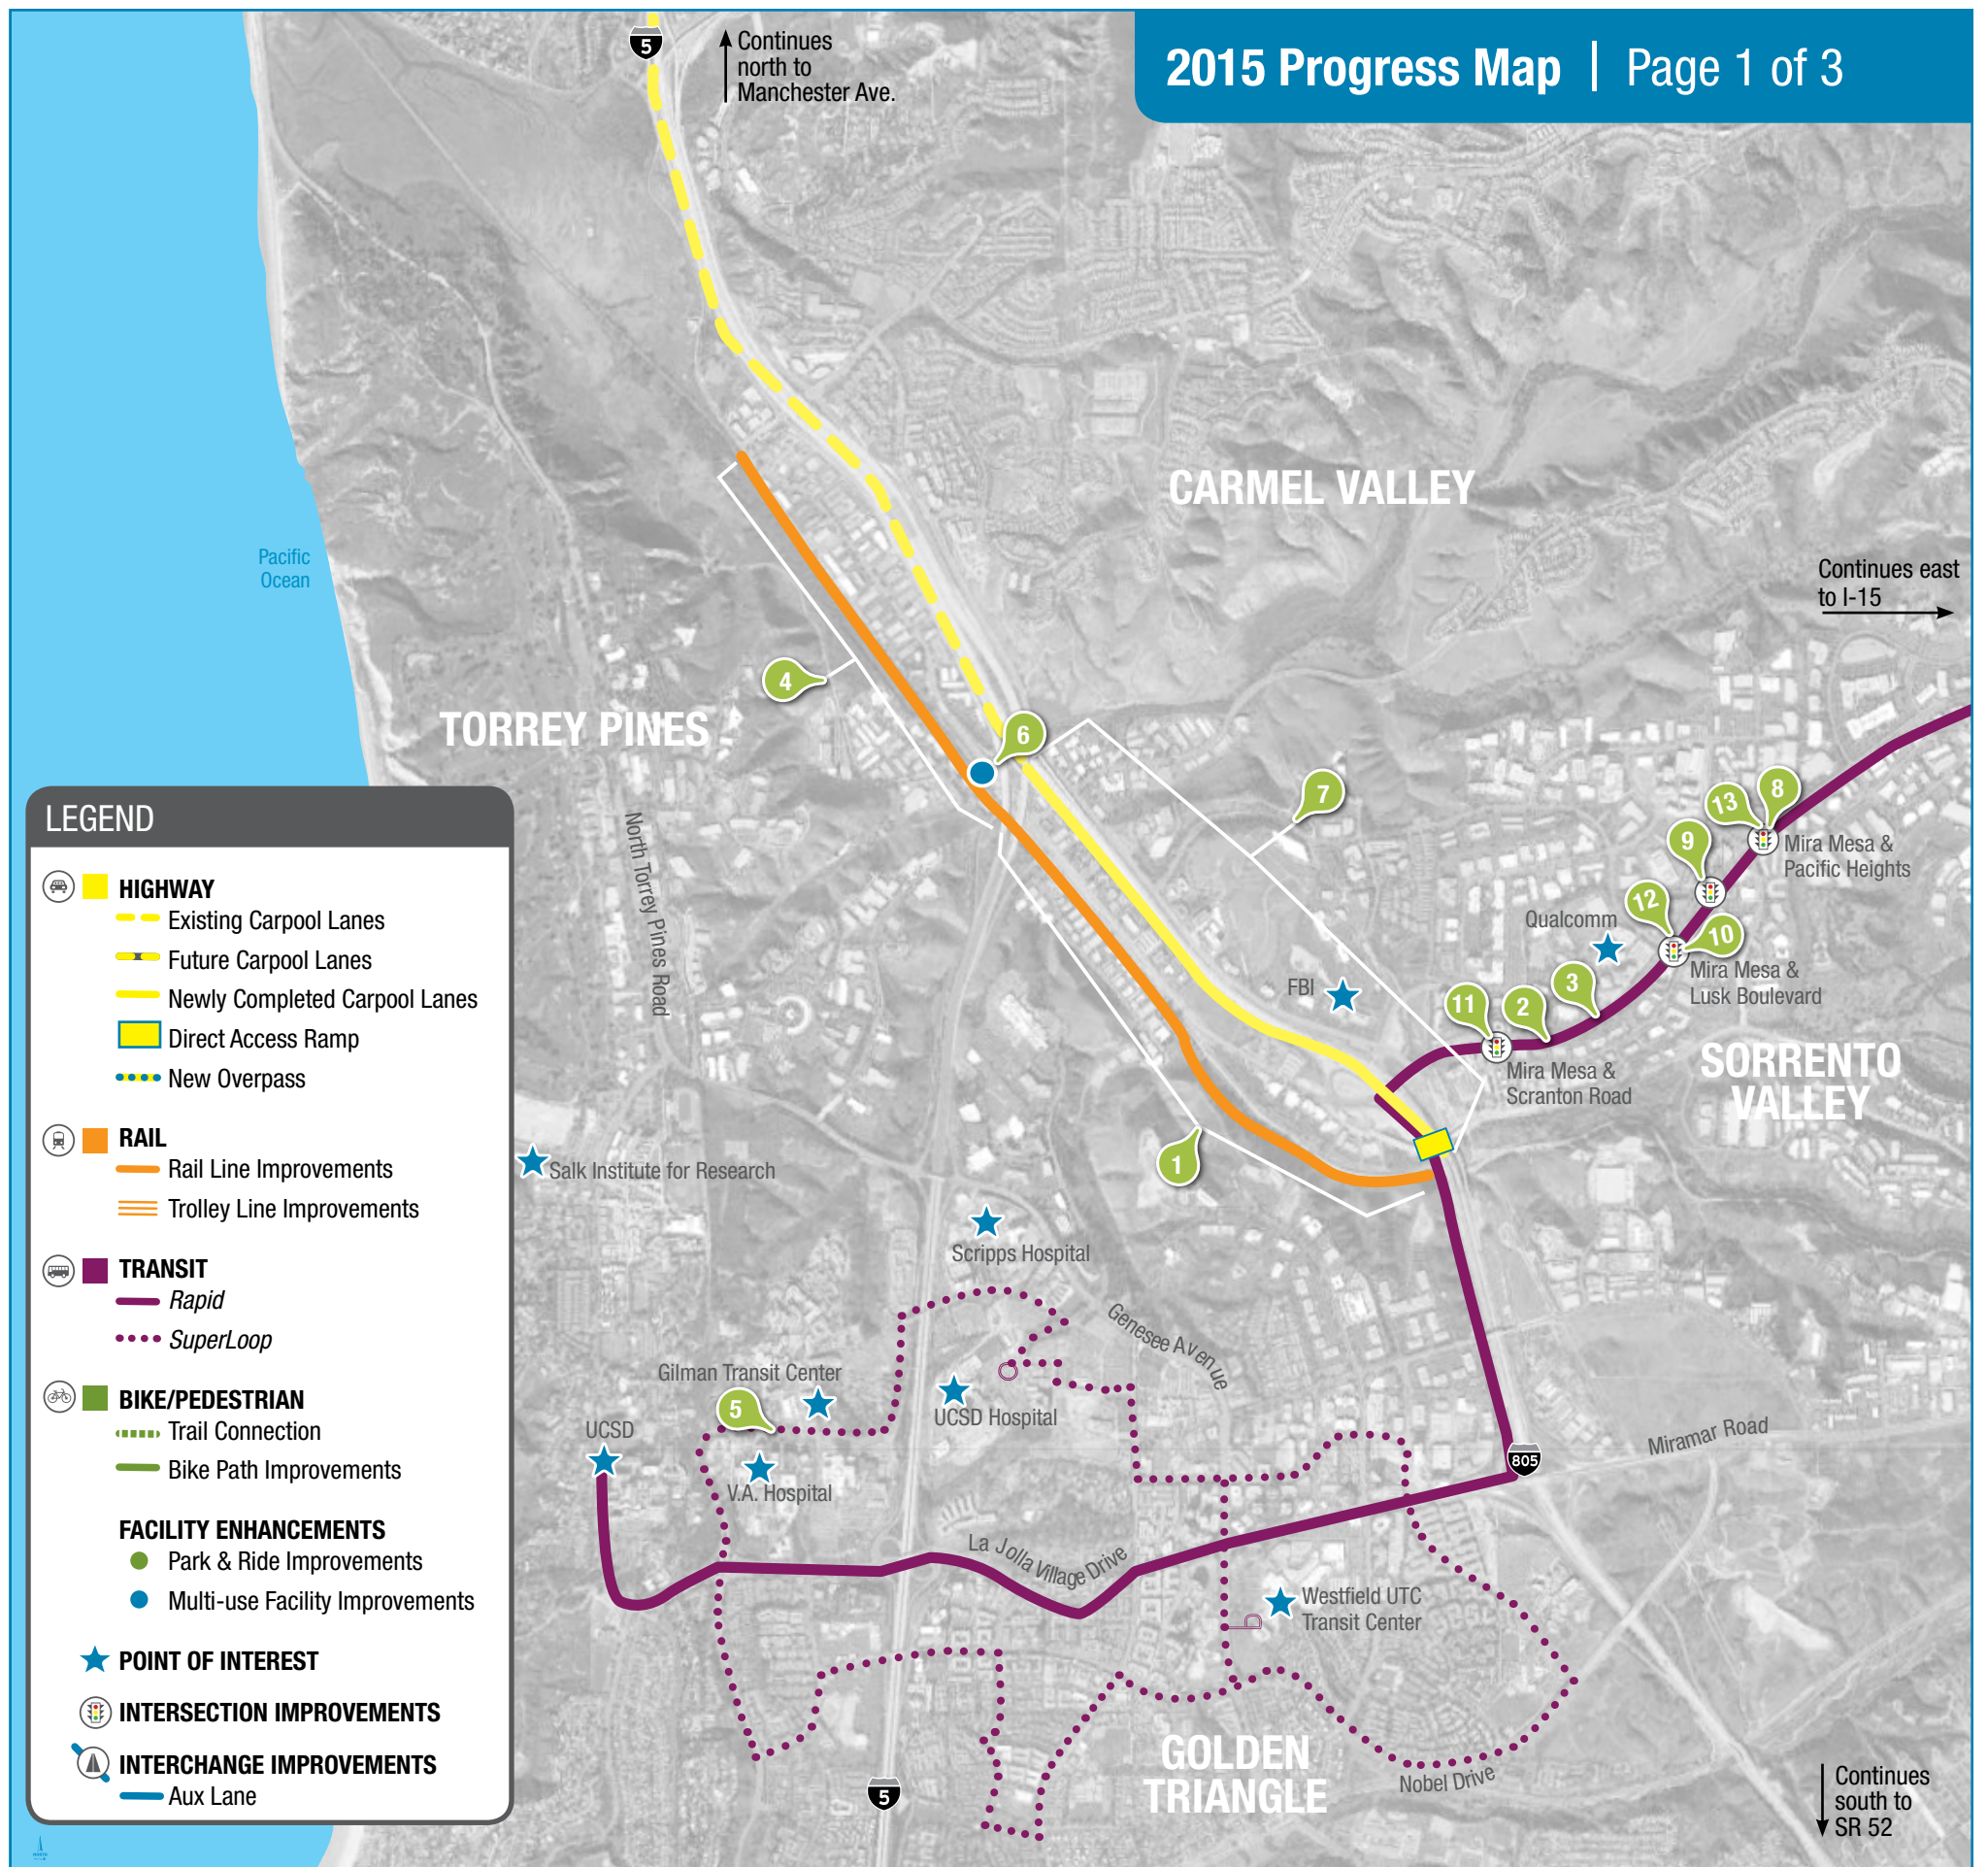 2015 Progress Map | Page 1 of 3
5
Continues
north to
Manchester Ave.
CARMEL VALLEY
Pacific
Ocean
Continues east
to I-15
4
TORREY PINES
6
7
13
8
9
Mira Mesa &
Pacific Heights
12
10
Qualcomm
Mira Mesa &
Lusk Boulevard
FBI
3
2
11
Mira Mesa &
Scranton Road
SORRENTO
VALLEY
North Torrey Pines Road
1
Salk Institute for Research
Scripps Hospital
Genesee Avenue
Gilman Transit Center
5
UCSD Hospital
UCSD
V.A. Hospital
805
Miramar Road
La Jolla Village Drive
Westfield UTC
Transit Center
GOLDEN
TRIANGLE
Nobel Drive
5
Continues
south to
SR 52
LEGEND
HIGHWAY
Existing Carpool Lanes
Future Carpool Lanes
Newly Completed Carpool Lanes
Direct Access Ramp
New Overpass
RAIL
Rail Line Improvements
Trolley Line Improvements
TRANSIT
Rapid
SuperLoop
BIKE/PEDESTRIAN
Trail Connection
Bike Path Improvements
FACILITY ENHANCEMENTS
Park & Ride Improvements
Multi-use Facility Improvements
POINT OF INTEREST
INTERSECTION IMPROVEMENTS
INTERCHANGE IMPROVEMENTS
Aux Lane